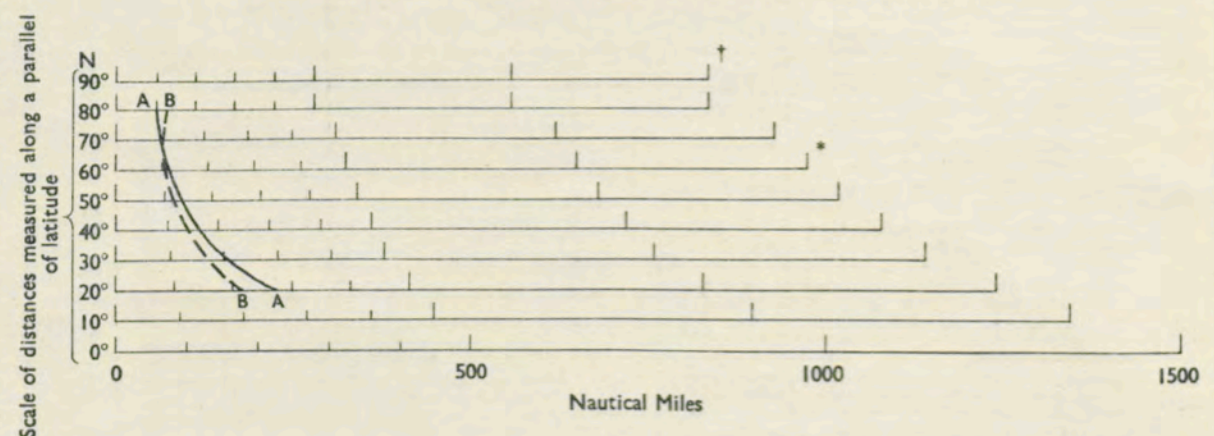 Scale of distances measured along a parallel
of latitude
N
†
90°
A B
80°
70°
*
60°
50°
40°
30°
20°
B A
10°
0°
0 500 1000 1500
Nautical Miles